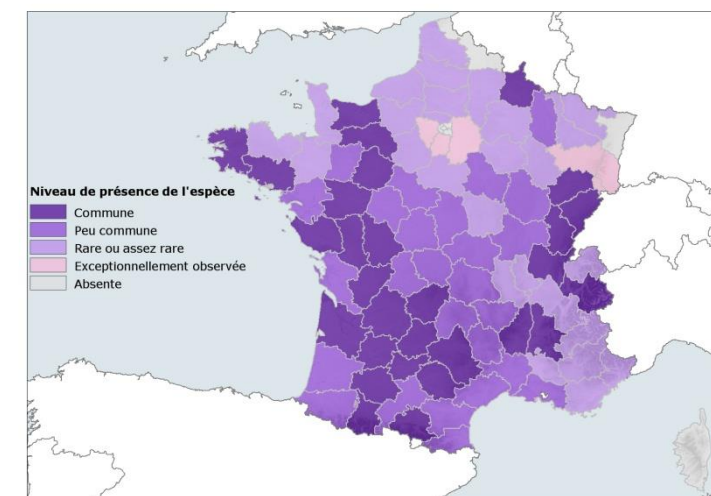 Niveau de présence de l'espèce
Commune
Peu commune
Rare ou assez rare
Exceptionnellement observée
Absente